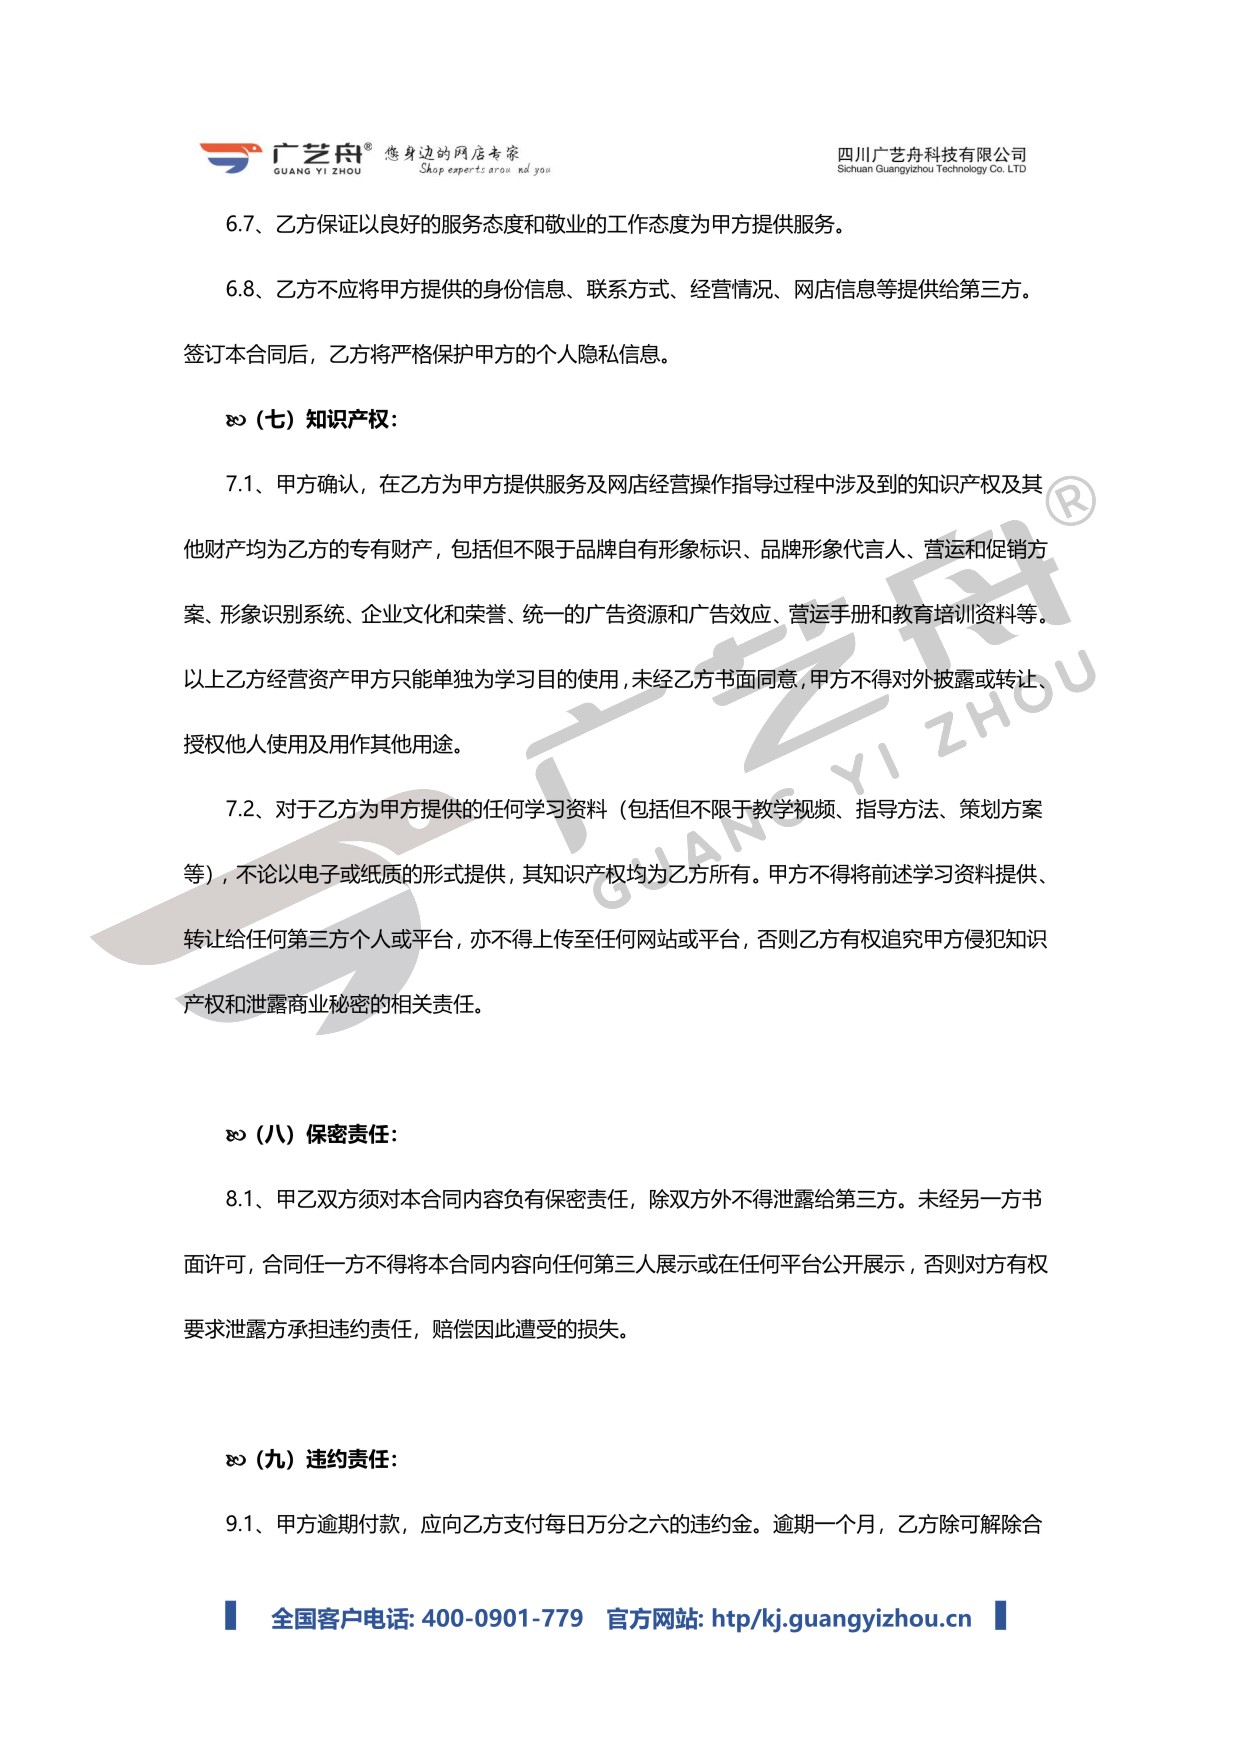 广艺舟® 您身边的网店专家 四川广艺舟科技有限公司
GUANG YI ZHOU Shop experts arou nd you Sichuan Guangyizhou Technology Co. LTD
6.7、乙方保证以良好的服务态度和敬业的工作态度为甲方提供服务。
6.8、乙方不应将甲方提供的身份信息、联系方式、经营情况、网店信息等提供给第三方。
签订本合同后，乙方将严格保护甲方的个人隐私信息。
（七）知识产权：
7.1、甲方确认，在乙方为甲方提供服务及网店经营操作指导过程中涉及到的知识产权及其
他财产均为乙方的专有财产，包括但不限于品牌自有形象标识、品牌形象代言人、营运和促销方
案、形象识别系统、企业文化和荣誉、统一的广告资源和广告效应、营运手册和教育培训资料等。
以上乙方经营资产甲方只能单独为学习目的使用，未经乙方书面同意，甲方不得对外披露或转让、
授权他人使用及用作其他用途。
7.2、对于乙方为甲方提供的任何学习资料（包括但不限于教学视频、指导方法、策划方案
等），不论以电子或纸质的形式提供，其知识产权均为乙方所有。甲方不得将前述学习资料提供、
转让给任何第三方个人或平台，亦不得上传至任何网站或平台，否则乙方有权追究甲方侵犯知识
产权和泄露商业秘密的相关责任。
广艺舟®
GUANG YI ZHOU
（八）保密责任：
8.1、甲乙双方须对本合同内容负有保密责任，除双方外不得泄露给第三方。未经另一方书
面许可，合同任一方不得将本合同内容向任何第三人展示或在任何平台公开展示，否则对方有权
要求泄露方承担违约责任，赔偿因此遭受的损失。
（九）违约责任：
9.1、甲方逾期付款，应向乙方支付每日万分之六的违约金。逾期一个月，乙方除可解除合
全国客户电话: 400-0901-779 官方网站: htp/kj.guangyizhou.cn